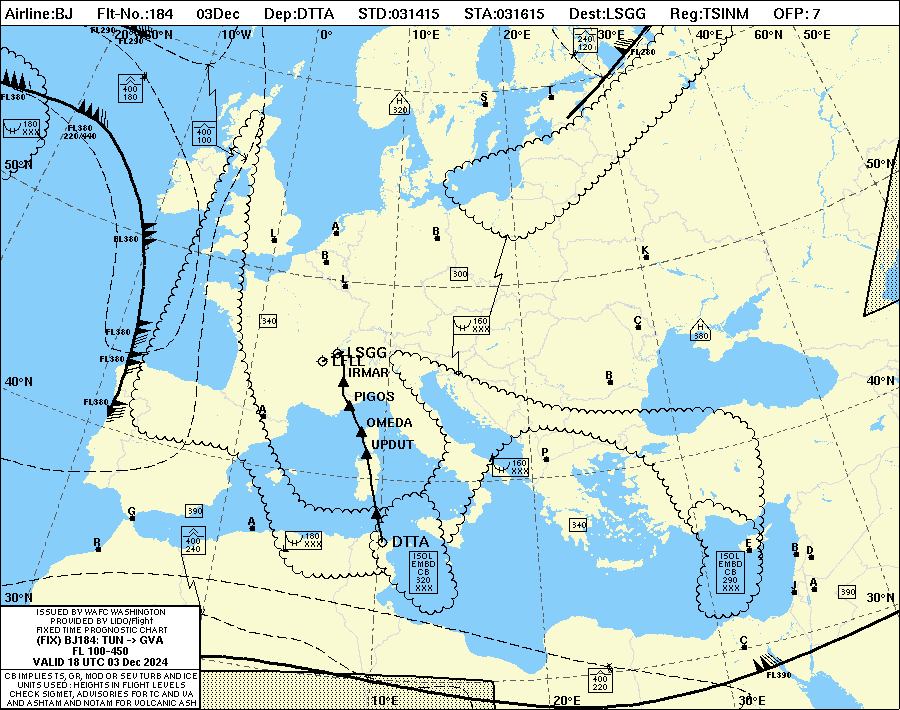 Airline:BJ Flt-No.:184 03Dec Dep:DTTA STD:031415 STA:031615 Dest:LSGG Reg:TSINM OFP: 7
FL290
FL290
20°W
10°W
0°
20°E
30°E
40°E
60°N
50°E
FL380
400
180
240
120
FL280
H
320
S
T
FL380
220/440
H
180
XXX
400
100
50°N
50°N
FL380
L
A
B
B
L
K
300
340
H
160
XXX
C
H
380
FL380
FL380
LSGG
LFLL
IRMAR
40°N
40°N
B
FL380
A
PIGOS
OMEDA
UPDUT
P
H
160
XXX
G
390
A
340
R
400
240
H
180
XXX
DTTA
ISOL
EMBD
CB
320
XXX
ISOL
EMBD
CB
290
XXX
E
B
D
J
A
390
30°N
30°N
C
FL390
400
220
10°E
20°E
30°E
ISSUED BY WAFC WASHINGTON
PROVIDED BY LIDO/Flight
FIXED TIME PROGNOSTIC CHART
(FIX) BJ184: TUN -> GVA
FL 100-450
VALID 18 UTC 03 Dec 2024
CB IMPLIES TS, GR, MOD OR SEV TURB AND ICE
UNITS USED : HEIGHTS IN FLIGHT LEVELS
CHECK SIGMET, ADVISORIES FOR TC AND VA
AND ASHTAM AND NOTAM FOR VOLCANIC ASH